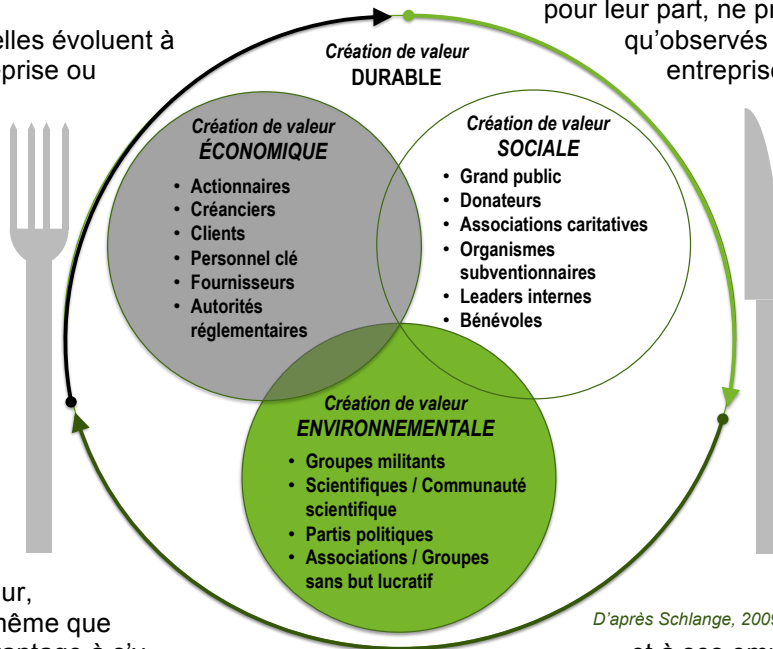 elles évoluent à
eprise ou
pour leur part, ne pr
qu'observés
entreprise
Création de valeur
DURABLE
Création de valeur
ÉCONOMIQUE
• Actionnaires
• Créanciers
• Clients
• Personnel clé
• Fournisseurs
• Autorités
réglementaires
Création de valeur
SOCIALE
• Grand public
• Donateurs
• Associations caritatives
• Organismes
subventionnaires
• Leaders internes
• Bénévoles
Création de valeur
ENVIRONNEMENTALE
• Groupes militants
• Scientifiques / Communauté
scientifique
• Partis politiques
• Associations / Groupes
sans but lucratif
ur,
même que
D'après Schlange, 2009